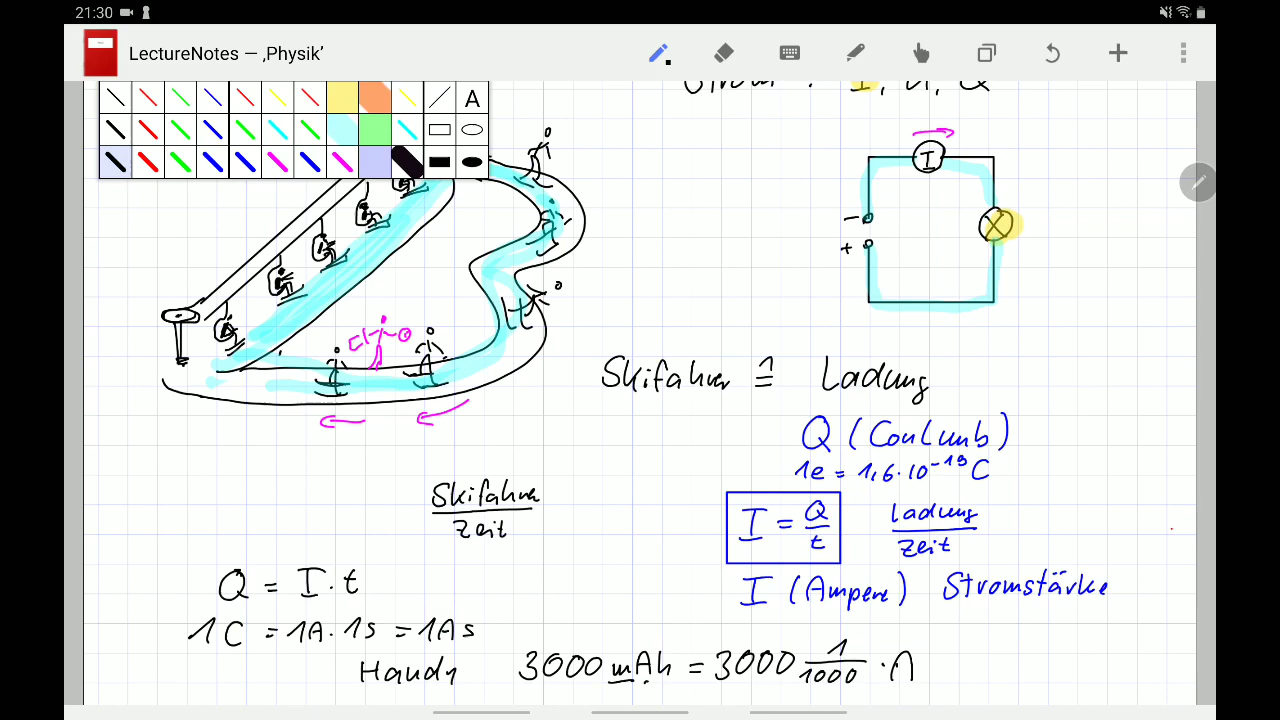 21:30
LectureNotes — ‚Physik’
A
I, U, Q
I
−
+
Skifahrer ≙ Ladung
Q (Coulumb)
1e = 1,6·10⁻¹⁹ C
Skifahrer
Zeit
I = Q/t
Ladung
Zeit
Q = I · t
I (Ampere) Stromstärke
1 C = 1A · 1s = 1As
Handy 3000 mAh = 3000 1/1000 · A